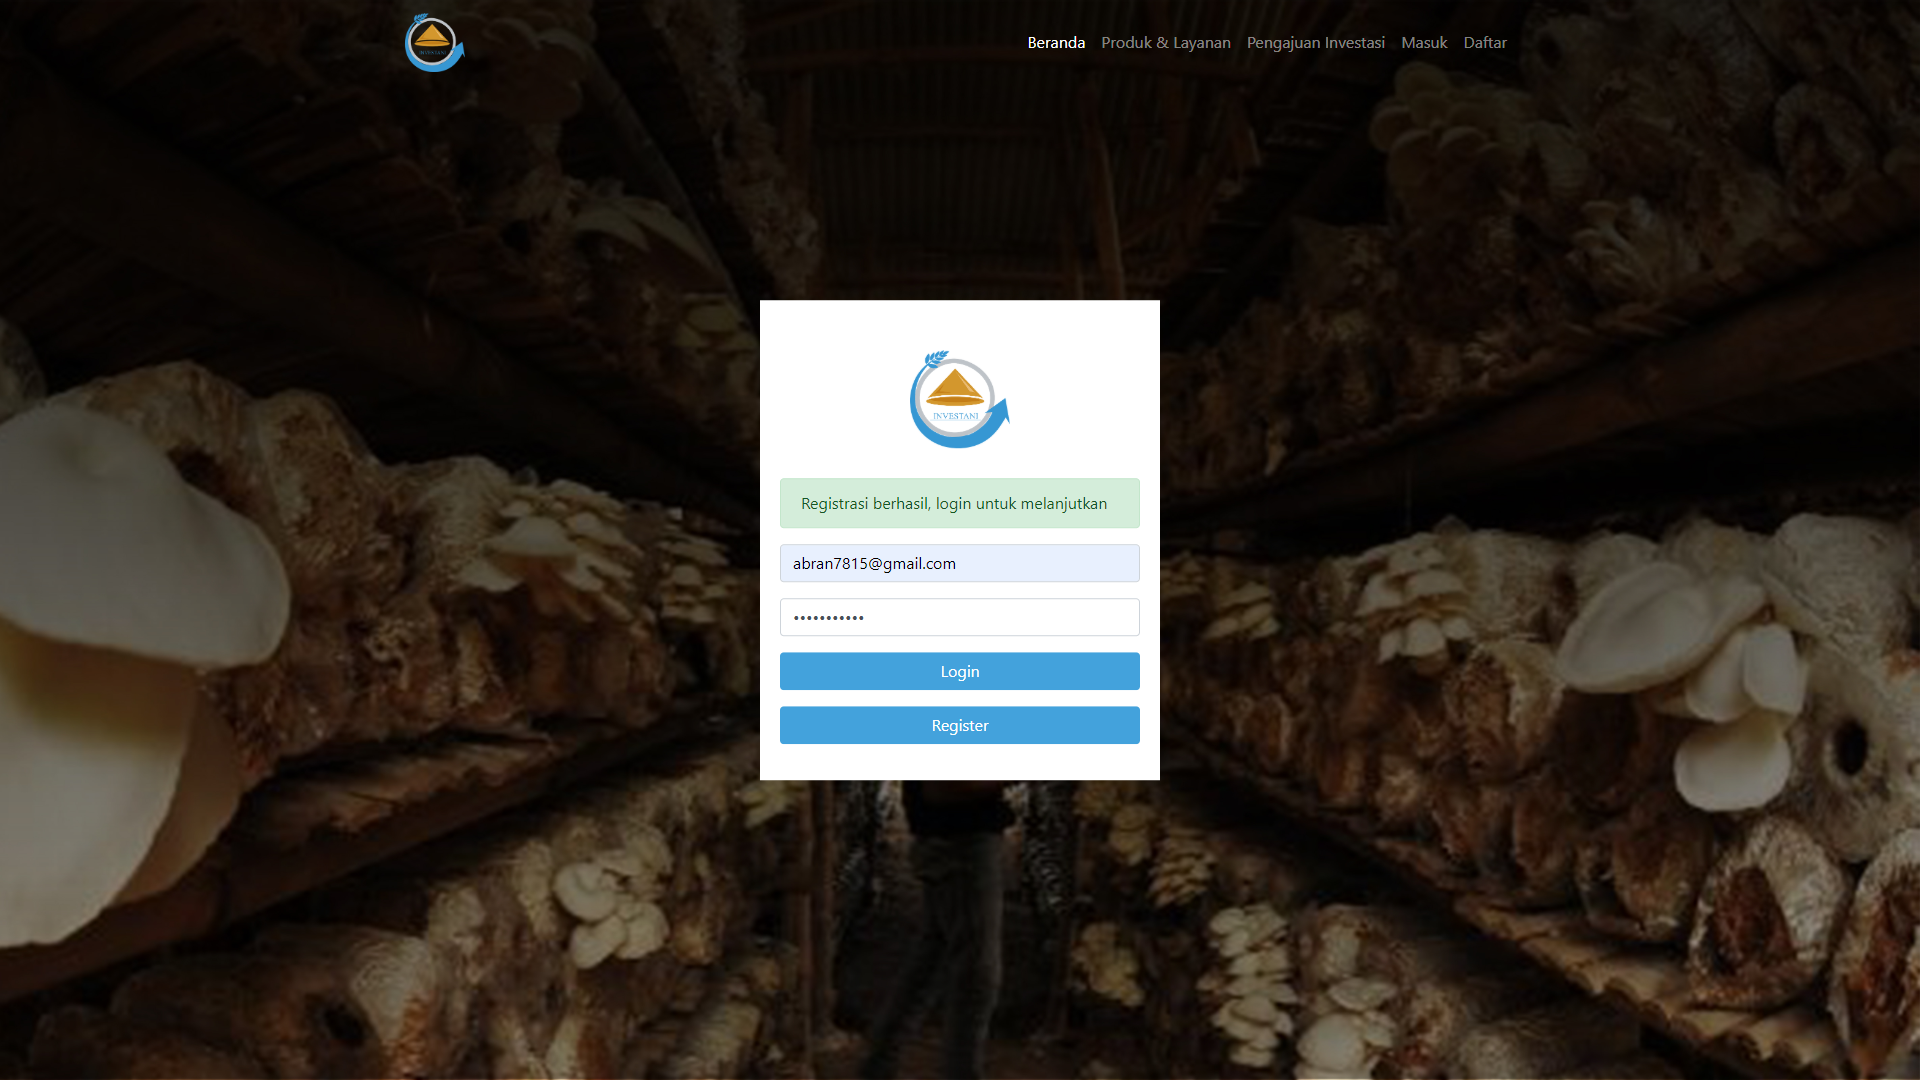 INVESTANI
Beranda Produk & Layanan Pengajuan Investasi Masuk Daftar
INVESTANI
Registrasi berhasil, login untuk melanjutkan
abran7815@gmail.com
•••••••••••
Login
Register